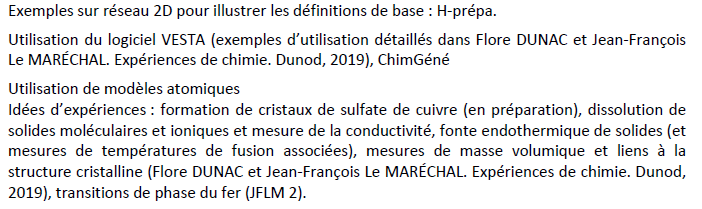 Exemples sur réseau 2D pour illustrer les définitions de base : H-prépa.
Utilisation du logiciel VESTA (exemples d’utilisation détaillés dans Flore DUNAC et Jean-François
Le MARÉCHAL. Expériences de chimie. Dunod, 2019), ChimGéné
Utilisation de modèles atomiques
Idées d’expériences : formation de cristaux de sulfate de cuivre (en préparation), dissolution de
solides moléculaires et ioniques et mesure de la conductivité, fonte endothermique de solides (et
mesures de températures de fusion associées), mesures de masse volumique et liens à la
structure cristalline (Flore DUNAC et Jean-François Le MARÉCHAL. Expériences de chimie. Dunod,
2019), transitions de phase du fer (JFLM 2).